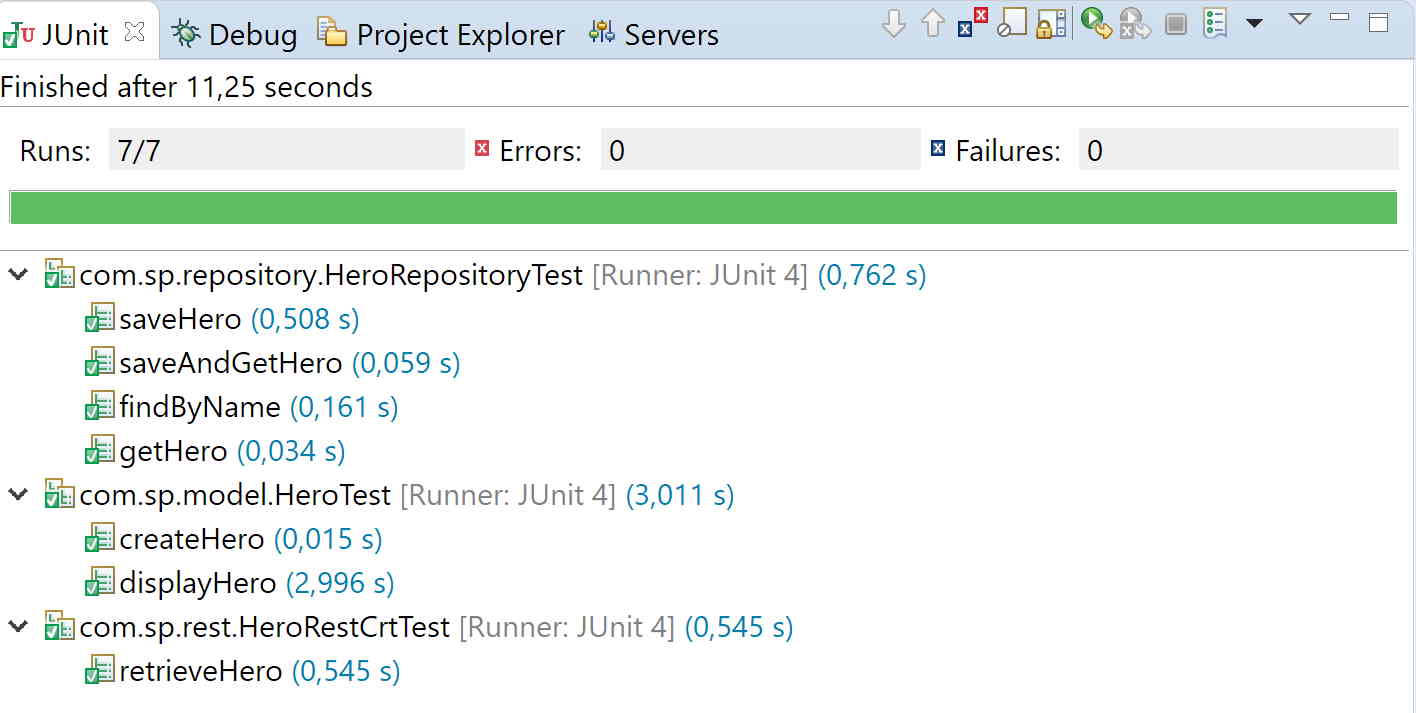 JUnit Debug Project Explorer Servers
Finished after 11,25 seconds
Runs: 7/7 Errors: 0 Failures: 0
com.sp.repository.HeroRepositoryTest [Runner: JUnit 4] (0,762 s)
saveHero (0,508 s)
saveAndGetHero (0,059 s)
findByName (0,161 s)
getHero (0,034 s)
com.sp.model.HeroTest [Runner: JUnit 4] (3,011 s)
createHero (0,015 s)
displayHero (2,996 s)
com.sp.rest.HeroRestCrtTest [Runner: JUnit 4] (0,545 s)
retrieveHero (0,545 s)